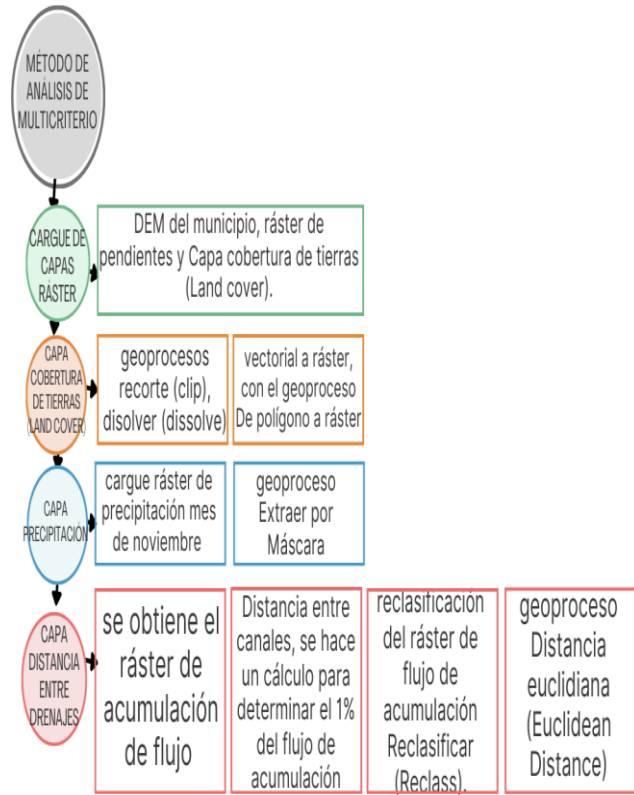 MÉTODO DE
ANÁLISIS DE
MULTICRITERIO
CARGUE DE
CAPAS
RÁSTER
DEM del municipio, ráster de
pendientes y Capa cobertura de tierras
(Land cover).
CAPA
COBERTURA
DE TIERRAS
(LAND COVER)
geoprocesos
recorte (clip),
disolver (dissolve)
vectorial a ráster,
con el geoproceso
De polígono a ráster
CAPA
PRECIPITACIÓN
cargue ráster de
precipitación mes
de noviembre
geoproceso
Extraer por
Máscara
CAPA
DISTANCIA
ENTRE
DRENAJES
se obtiene el
ráster de
acumulación
de flujo
Distancia entre
canales, se hace
un cálculo para
determinar el 1%
del flujo de
acumulación
reclasificación
del ráster de
flujo de
acumulación
Reclasificar
(Reclass).
geoproceso
Distancia
euclidiana
(Euclidean
Distance)